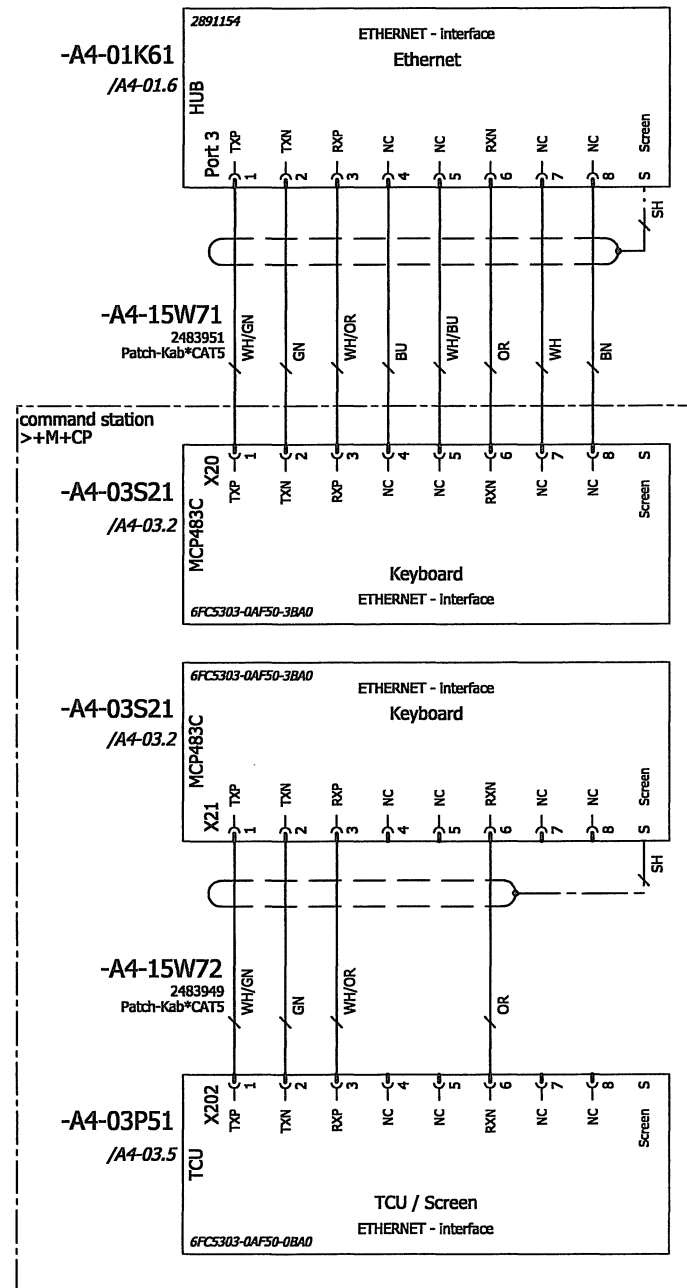 2891154
ETHERNET - interface
Ethernet
-A4-01K61
/A4-01.6
HUB
Port 3
TXP TXN RXP NC NC RXN NC NC Screen
1 2 3 4 5 6 7 8 S
SH
-A4-15W71
2483951
Patch-Kab*CAT5
WH/GN GN WH/OR BU WH/BU OR WH BN
command station
>+M+CP
X20
1 2 3 4 5 6 7 8 S
TXP TXN RXP NC NC RXN NC NC Screen
-A4-03S21
/A4-03.2
MCP483C
Keyboard
ETHERNET - interface
6FC5303-0AF50-3BA0
6FC5303-0AF50-3BA0
ETHERNET - interface
Keyboard
-A4-03S21
/A4-03.2
MCP483C
X21
TXP TXN RXP NC NC RXN NC NC Screen
1 2 3 4 5 6 7 8 S
SH
-A4-15W72
2483949
Patch-Kab*CAT5
WH/GN GN WH/OR OR
X202
1 2 3 4 5 6 7 8 S
TXP TXN RXP NC NC RXN NC NC Screen
-A4-03P51
/A4-03.5
TCU
TCU / Screen
ETHERNET - interface
6FC5303-0AF50-0BA0